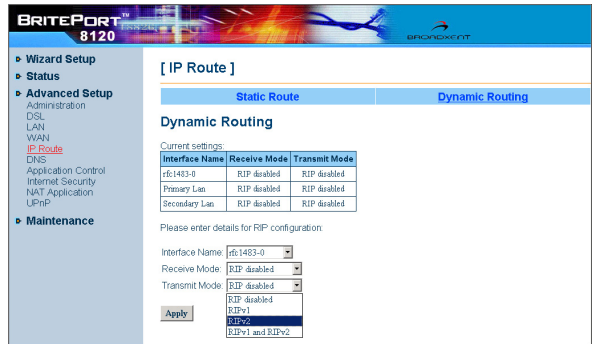 BRITEPORT™
8120
BROADXENT
Wizard Setup
Status
Advanced Setup
Administration
DSL
LAN
WAN
IP Route
DNS
Application Control
Internet Security
NAT Application
UPnP
Maintenance
[ IP Route ]
Static Route Dynamic Routing
Dynamic Routing
Current settings:
Interface Name Receive Mode Transmit Mode
rfc1483-0 RIP disabled RIP disabled
Primary Lan RIP disabled RIP disabled
Secondary Lan RIP disabled RIP disabled
Please enter details for RIP configuration:
Interface Name: rfc1483-0
Receive Mode: RIP disabled
Transmit Mode: RIP disabled
RIP disabled
RIPv1
RIPv2
RIPv1 and RIPv2
Apply